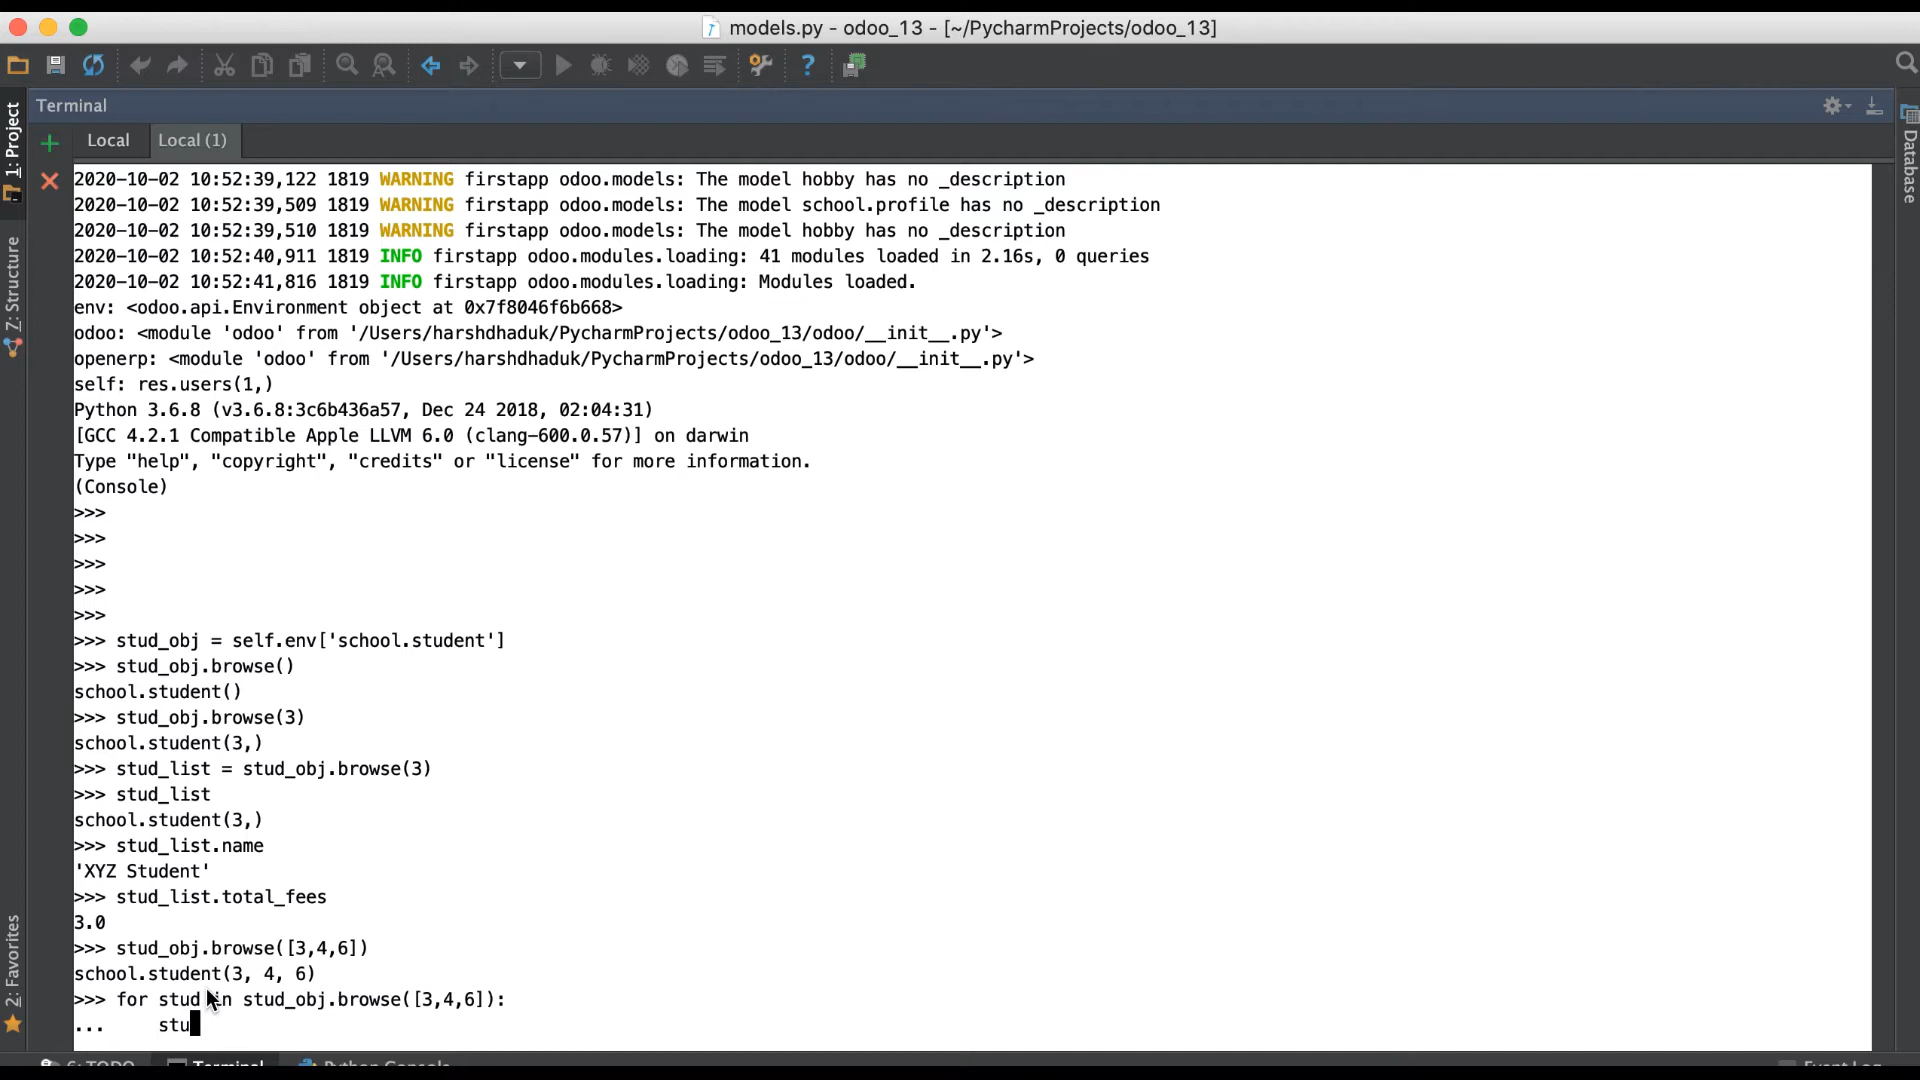 models.py - odoo_13 - [~/PycharmProjects/odoo_13]
Terminal
Local
Local (1)
1: Project
7: Structure
2: Favorites
Database
2020-10-02 10:52:39,122 1819 WARNING firstapp odoo.models: The model hobby has no _description
2020-10-02 10:52:39,509 1819 WARNING firstapp odoo.models: The model school.profile has no _description
2020-10-02 10:52:39,510 1819 WARNING firstapp odoo.models: The model hobby has no _description
2020-10-02 10:52:40,911 1819 INFO firstapp odoo.modules.loading: 41 modules loaded in 2.16s, 0 queries
2020-10-02 10:52:41,816 1819 INFO firstapp odoo.modules.loading: Modules loaded.
env: <odoo.api.Environment object at 0x7f8046f6b668>
odoo: <module 'odoo' from '/Users/harshdhaduk/PycharmProjects/odoo_13/odoo/__init__.py'>
openerp: <module 'odoo' from '/Users/harshdhaduk/PycharmProjects/odoo_13/odoo/__init__.py'>
self: res.users(1,)
Python 3.6.8 (v3.6.8:3c6b436a57, Dec 24 2018, 02:04:31)
[GCC 4.2.1 Compatible Apple LLVM 6.0 (clang-600.0.57)] on darwin
Type "help", "copyright", "credits" or "license" for more information.
(Console)
>>>
>>>
>>>
>>>
>>>
>>> stud_obj = self.env['school.student']
>>> stud_obj.browse()
school.student()
>>> stud_obj.browse(3)
school.student(3,)
>>> stud_list = stud_obj.browse(3)
>>> stud_list
school.student(3,)
>>> stud_list.name
'XYZ Student'
>>> stud_list.total_fees
3.0
>>> stud_obj.browse([3,4,6])
school.student(3, 4, 6)
>>> for stud in stud_obj.browse([3,4,6]):
...     stu
6: TODO
Terminal
Python Console
Event Log